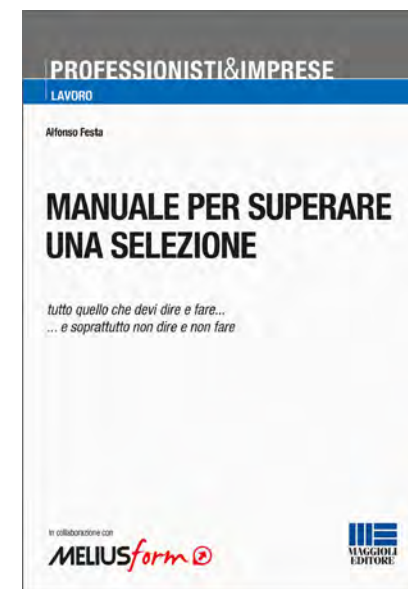 PROFESSIONISTI&IMPRESE
LAVORO
Alfonso Festa
MANUALE PER SUPERARE
UNA SELEZIONE
tutto quello che devi dire e fare...
... e soprattutto non dire e non fare
In collaborazione con
MELIUSform
MAGGIOLI
EDITORE